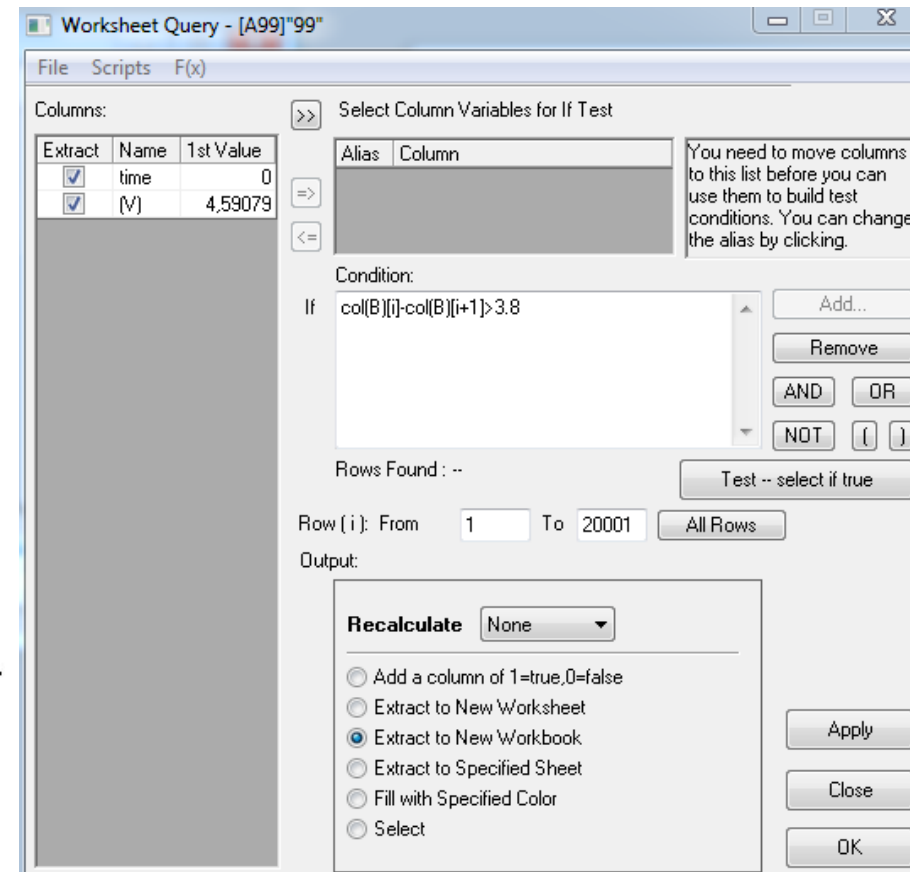 Worksheet Query - [A99]"99"
File Scripts F(x)
Columns:
>> Select Column Variables for If Test
Extract Name 1st Value
time 0
(V) 4,59079
Alias Column
=>
<=
You need to move columns
to this list before you can
use them to build test
conditions. You can change
the alias by clicking.
Condition:
If col(B)[i]-col(B)[i+1]>3.8
Add...
Remove
AND OR
NOT ( )
Rows Found : --
Test -- select if true
Row ( i ): From 1 To 20001 All Rows
Output:
Recalculate None
Add a column of 1=true,0=false
Extract to New Worksheet
Extract to New Workbook
Extract to Specified Sheet
Fill with Specified Color
Select
Apply
Close
OK